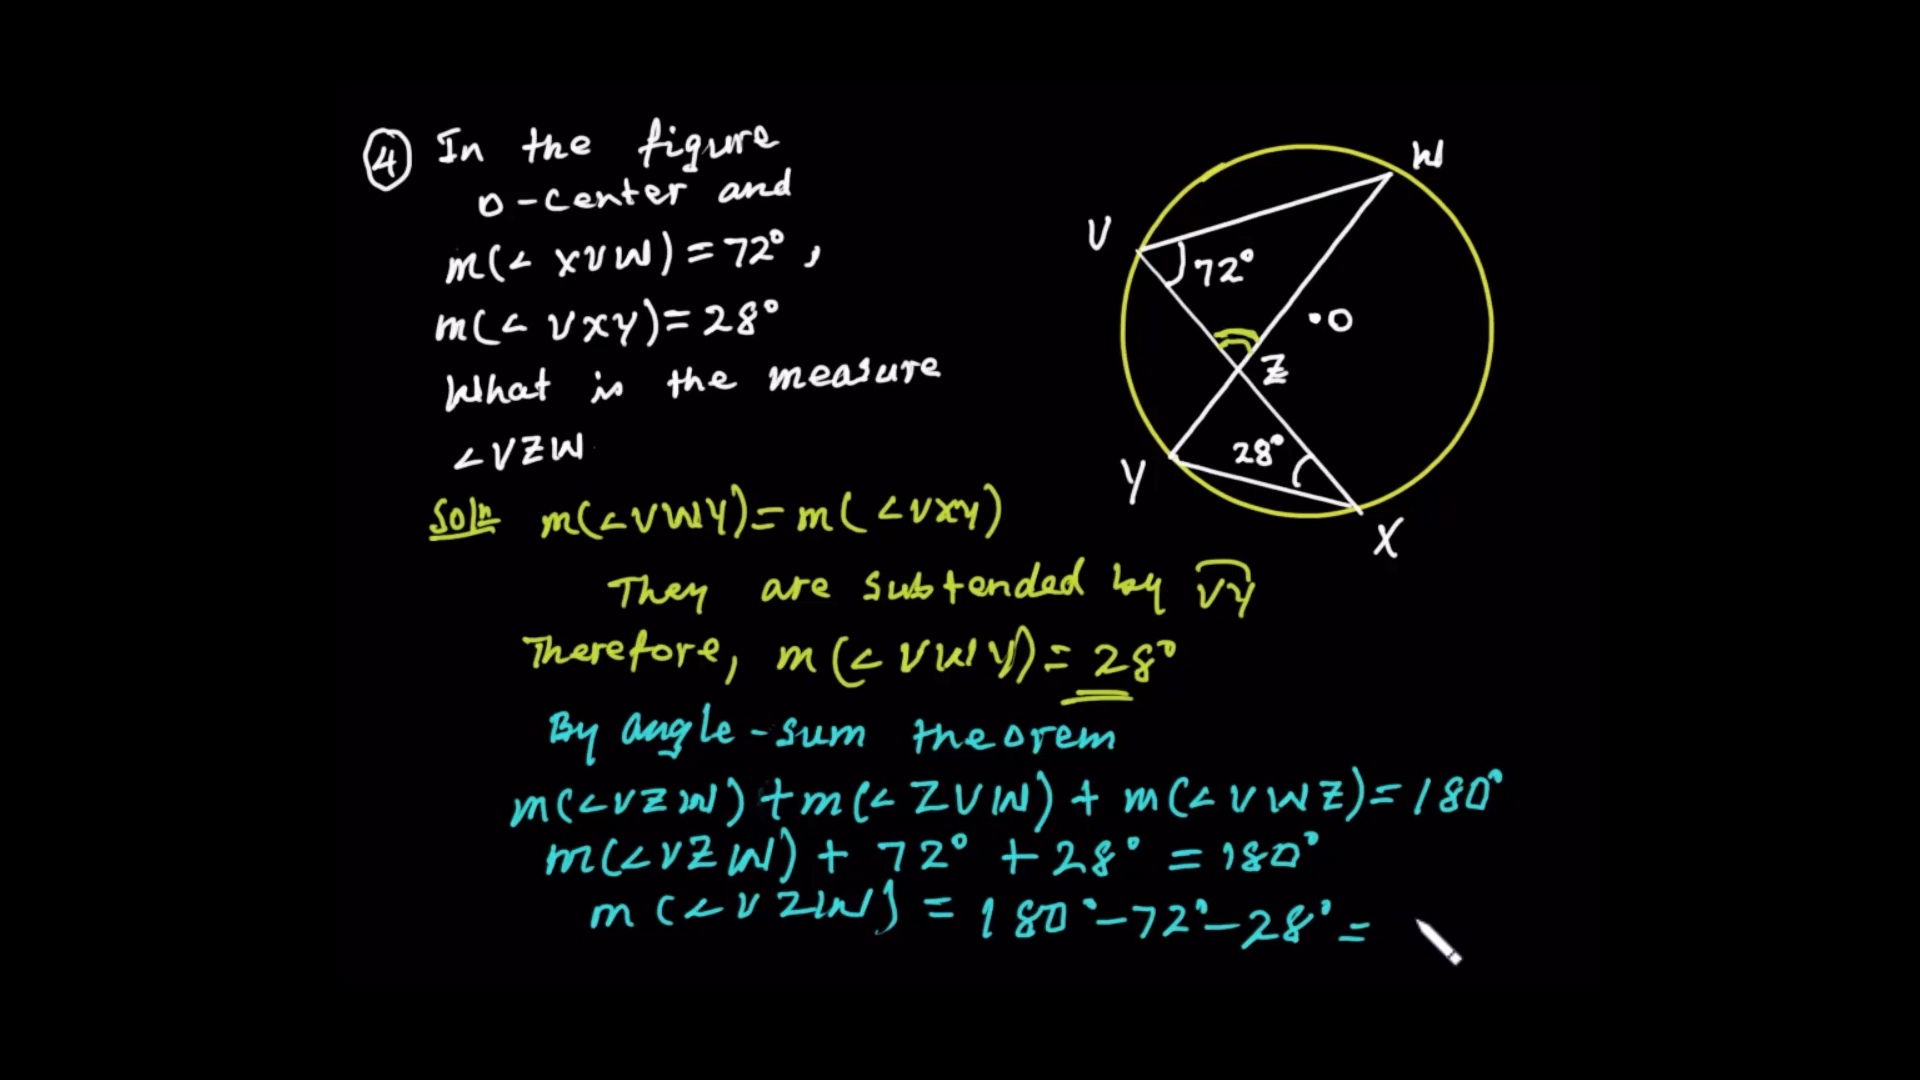 ④ In the figure
O-center and
m(∠XVW)=72°,
m(∠VXY)=28°
What is the measure
∠VZW
Soln m(∠VWY)=m(∠VXY)
They are subtended by V͡Y
Therefore, m(∠VWY)=28°
By angle-sum theorem
m(∠VZW)+m(∠ZVW)+m(∠VWZ)=180°
m(∠VZW)+72°+28°=180°
m(∠VZW)=180°-72°-28°=
W
V
72°
·O
Z
28°
Y
X